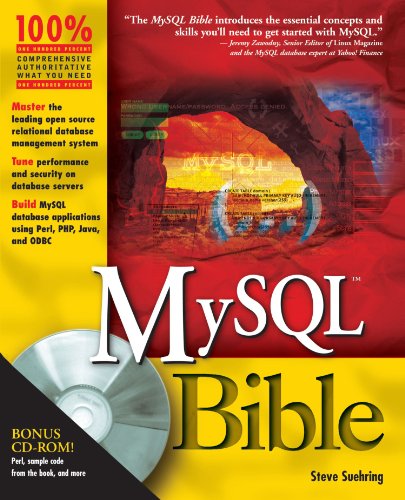 100%
ONE HUNDRED PERCENT
COMPREHENSIVE
AUTHORITATIVE
WHAT YOU NEED
ONE HUNDRED PERCENT
Master the
leading open source
relational database
management system
Tune performance
and security on
database servers
Build MySQL
database applications
using Perl, PHP, Java,
and ODBC
“The MySQL Bible introduces the essential concepts and
skills you'll need to get started with MySQL.”
— Jeremy Zawodny, Senior Editor of Linux Magazine
and the MySQL database expert at Yahoo! Finance
MySQL
MySQL™
Bible
BONUS
CD-ROM!
Perl, sample code
from the book, and more
Steve Suehring